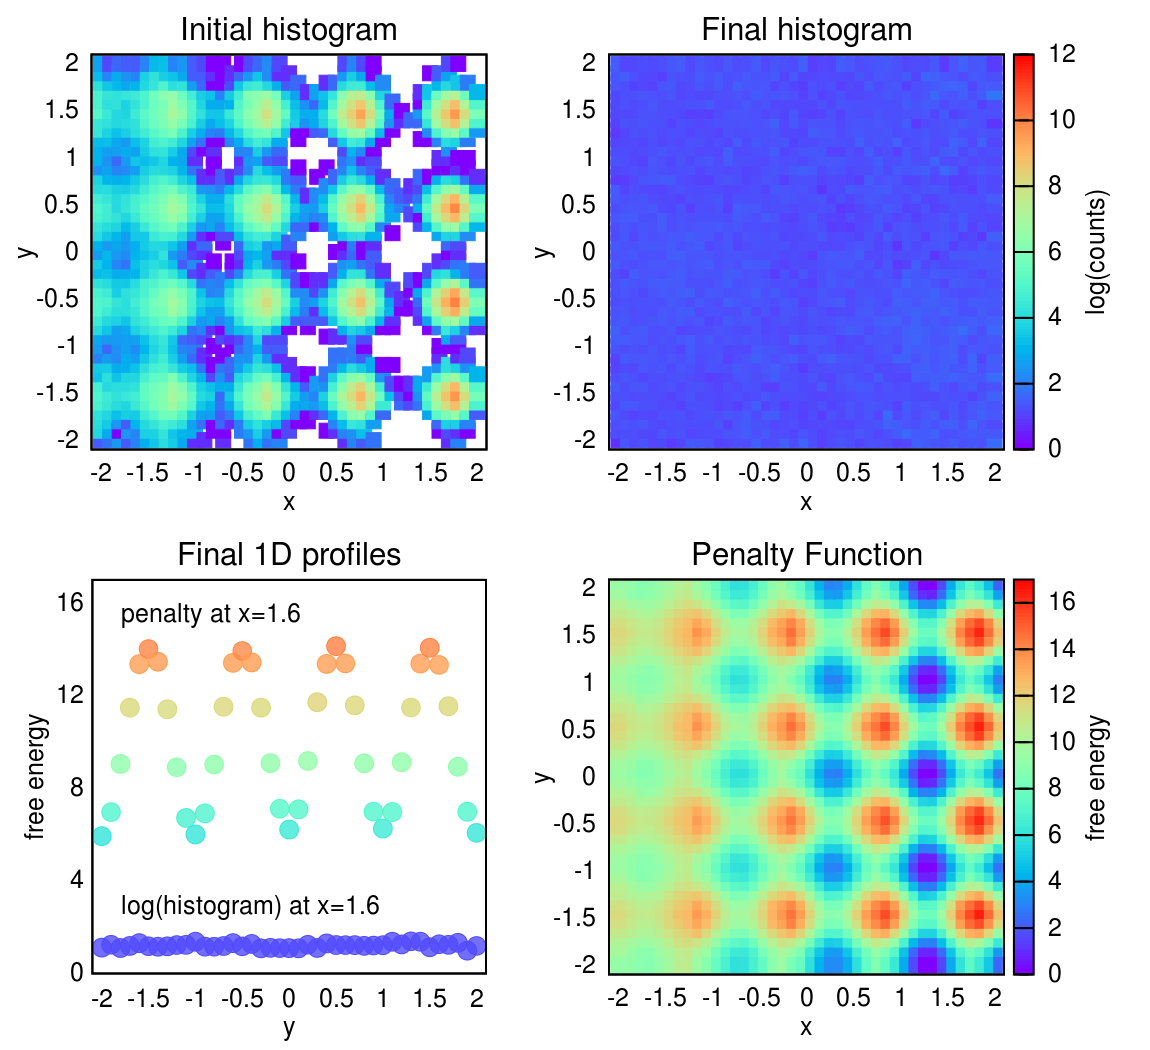 Initial histogram
2
1.5
1
0.5
0
-0.5
-1
-1.5
-2
y
-2 -1.5 -1 -0.5 0 0.5 1 1.5 2
x
Final histogram
2
1.5
1
0.5
0
-0.5
-1
-1.5
-2
y
-2 -1.5 -1 -0.5 0 0.5 1 1.5 2
x
12
10
8
6
4
2
0
log(counts)
Final 1D profiles
16
12
8
4
0
free energy
penalty at x=1.6
log(histogram) at x=1.6
-2 -1.5 -1 -0.5 0 0.5 1 1.5 2
y
Penalty Function
2
1.5
1
0.5
0
-0.5
-1
-1.5
-2
y
-2 -1.5 -1 -0.5 0 0.5 1 1.5 2
x
16
14
12
10
8
6
4
2
0
free energy